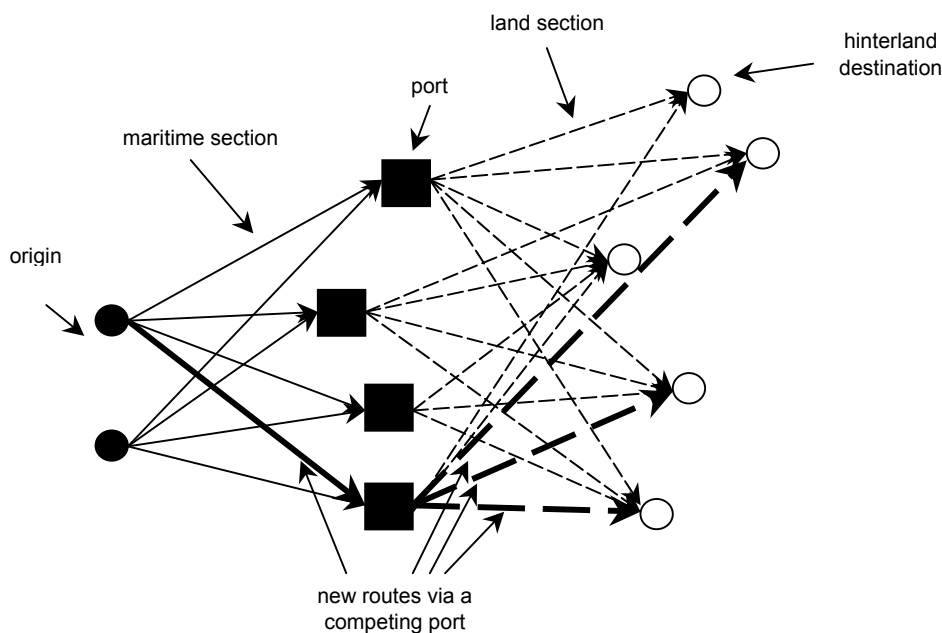 land section
hinterland
destination
port
maritime section
origin
new routes via a
competing port